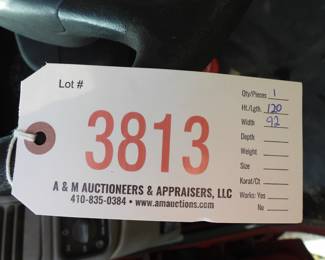 Lot #
3813
A & M AUCTIONEERS & APPRAISERS, LLC
410-835-0384 • www.amauctions.com
Qty/Pieces 1
Ht./Lgth 120
Width 92
Depth
Weight
Size
Karat/Ct
Works: Yes
No